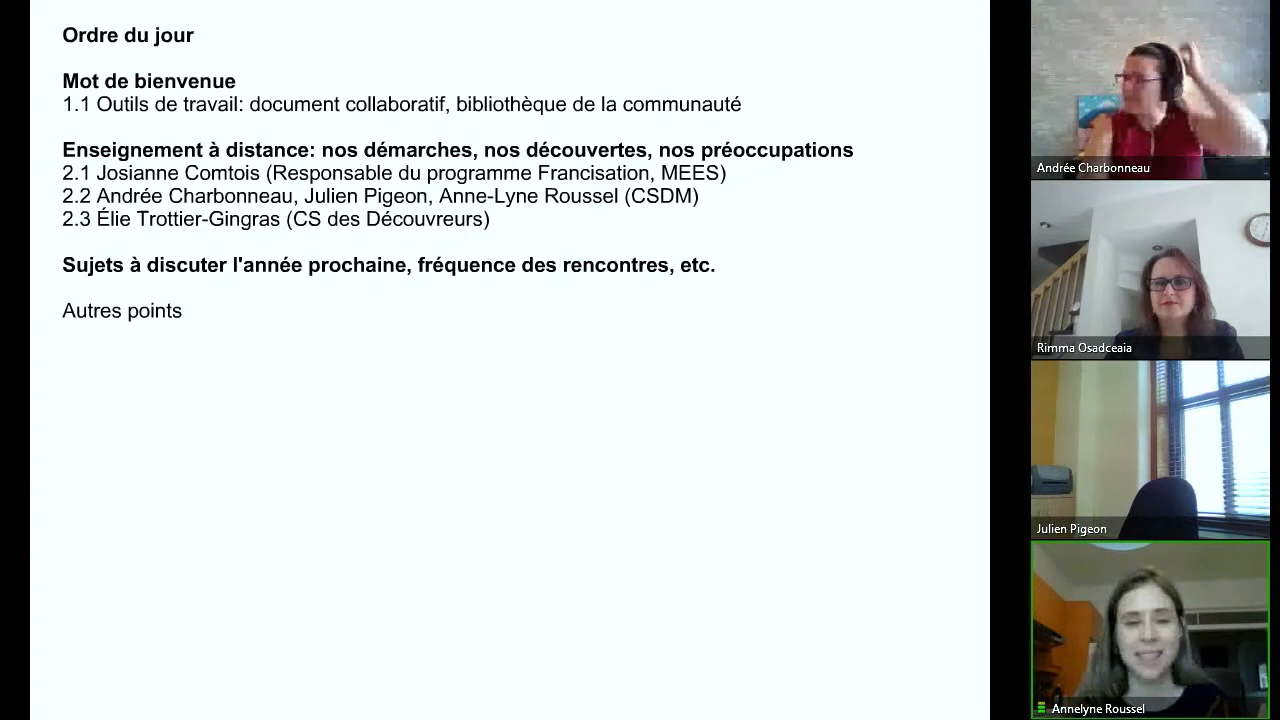 Ordre du jour
Mot de bienvenue
1.1 Outils de travail: document collaboratif, bibliothèque de la communauté
Enseignement à distance: nos démarches, nos découvertes, nos préoccupations
2.1 Josianne Comtois (Responsable du programme Francisation, MEES)
2.2 Andrée Charbonneau, Julien Pigeon, Anne-Lyne Roussel (CSDM)
2.3 Élie Trottier-Gingras (CS des Découvreurs)
Sujets à discuter l'année prochaine, fréquence des rencontres, etc.
Autres points
Andrée Charbonneau
Rimma Osadceaia
Julien Pigeon
Annelyne Roussel